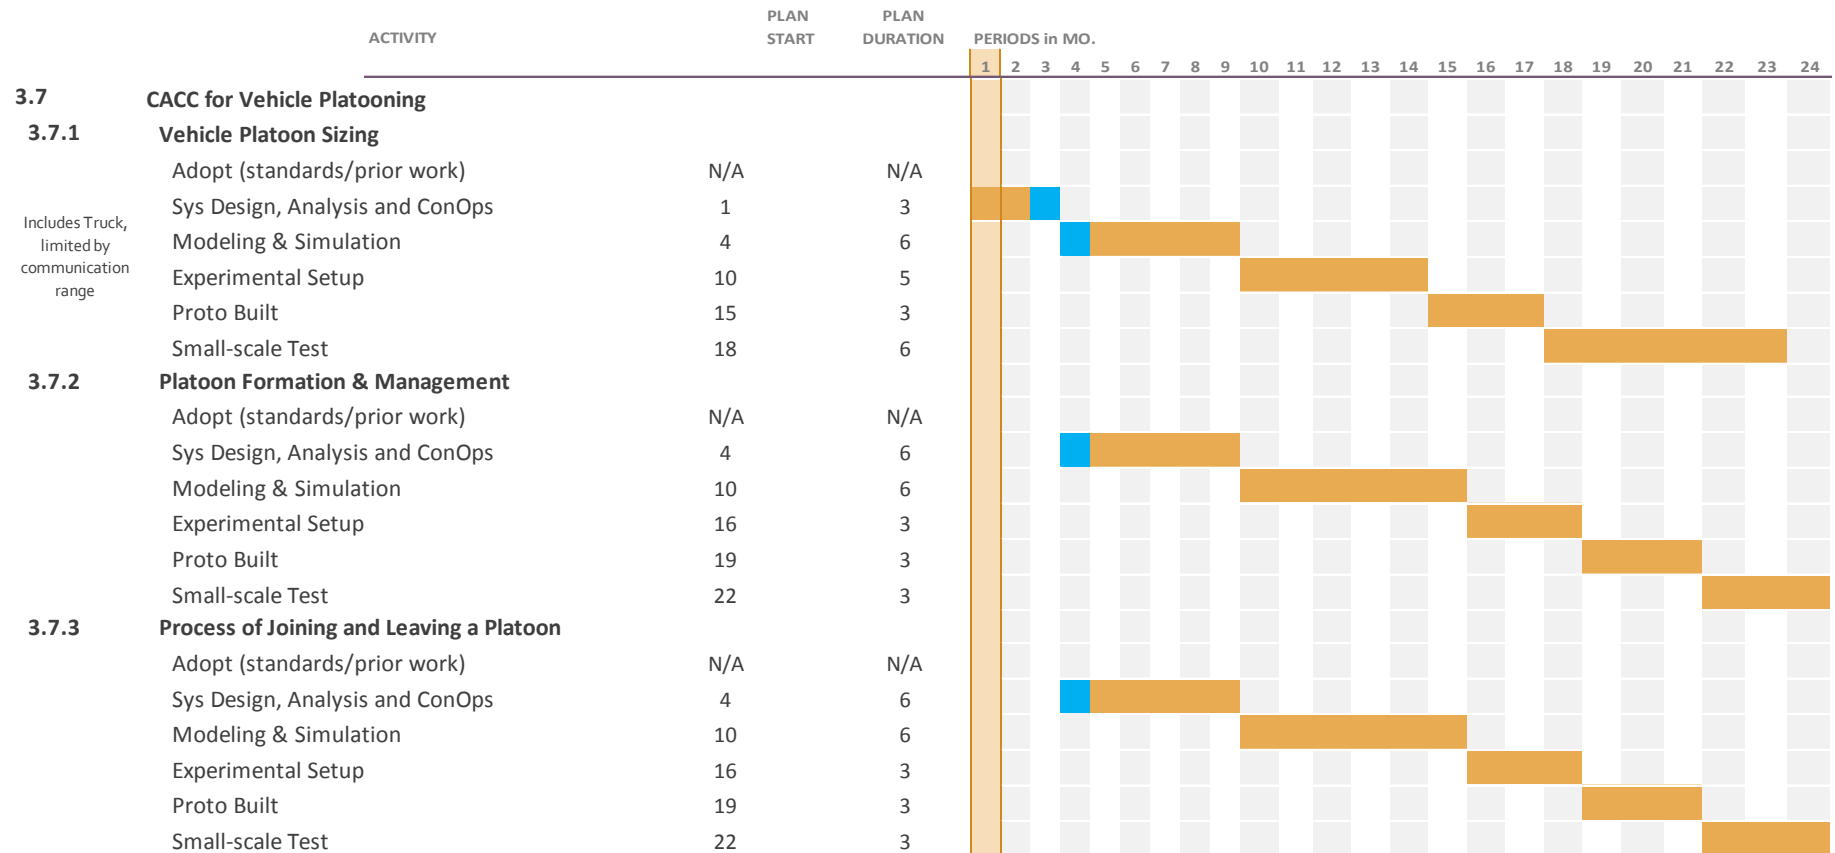 PLAN PLAN
ACTIVITY START DURATION PERIODS in MO.
1 2 3 4 5 6 7 8 9 10 11 12 13 14 15 16 17 18 19 20 21 22 23 24
3.7 CACC for Vehicle Platooning
3.7.1 Vehicle Platoon Sizing
Adopt (standards/prior work) N/A N/A
Sys Design, Analysis and ConOps 1 3
Includes Truck,
limited by
communication
range
Modeling & Simulation 4 6
Experimental Setup 10 5
Proto Built 15 3
Small-scale Test 18 6
3.7.2 Platoon Formation & Management
Adopt (standards/prior work) N/A N/A
Sys Design, Analysis and ConOps 4 6
Modeling & Simulation 10 6
Experimental Setup 16 3
Proto Built 19 3
Small-scale Test 22 3
3.7.3 Process of Joining and Leaving a Platoon
Adopt (standards/prior work) N/A N/A
Sys Design, Analysis and ConOps 4 6
Modeling & Simulation 10 6
Experimental Setup 16 3
Proto Built 19 3
Small-scale Test 22 3